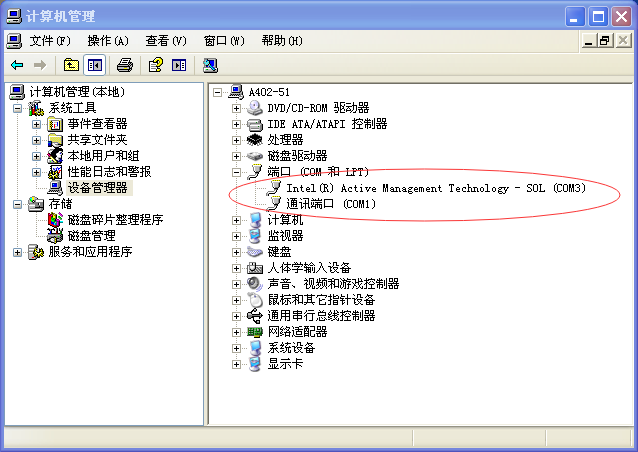 计算机管理
文件(F) 操作(A) 查看(V) 窗口(W) 帮助(H)
计算机管理(本地)
系统工具
事件查看器
共享文件夹
本地用户和组
性能日志和警报
设备管理器
存储
磁盘碎片整理程序
磁盘管理
服务和应用程序
A402-51
DVD/CD-ROM 驱动器
IDE ATA/ATAPI 控制器
处理器
磁盘驱动器
端口 (COM 和 LPT)
Intel(R) Active Management Technology - SOL (COM3)
通讯端口 (COM1)
计算机
监视器
键盘
人体学输入设备
声音、视频和游戏控制器
鼠标和其它指针设备
通用串行总线控制器
网络适配器
系统设备
显示卡